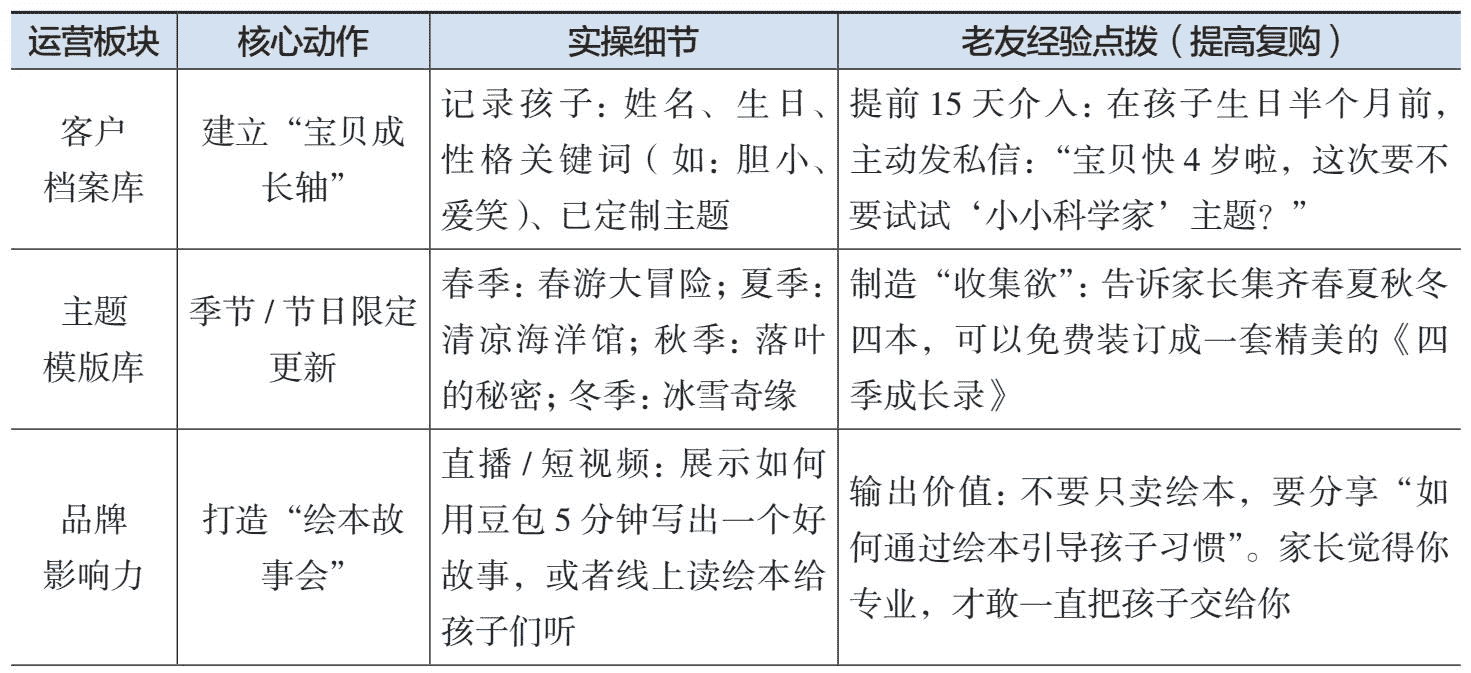 运营板块 核心动作 实操细节 老友经验点拨（提高复购）
客户
档案库
建立“宝贝成
长轴”
记录孩子：姓名、生日、
性格关键词（如：胆小、
爱笑）、已定制主题
提前 15 天介入：在孩子生日半个月前，
主动发私信：“宝贝快 4 岁啦，这次要不
要试试‘小小科学家’主题？”
主题
模版库
季节 / 节日限定
更新
春季：春游大冒险；夏季：
清凉海洋馆；秋季：落叶
的秘密；冬季：冰雪奇缘
制造“收集欲”：告诉家长集齐春夏秋冬
四本，可以免费装订成一套精美的《四
季成长录》
品牌
影响力
打造“绘本故
事会”
直播 / 短视频：展示如何
用豆包 5 分钟写出一个好
故事，或者线上读绘本给
孩子们听
输出价值：不要只卖绘本，要分享“如
何通过绘本引导孩子习惯”。家长觉得你
专业，才敢一直把孩子交给你